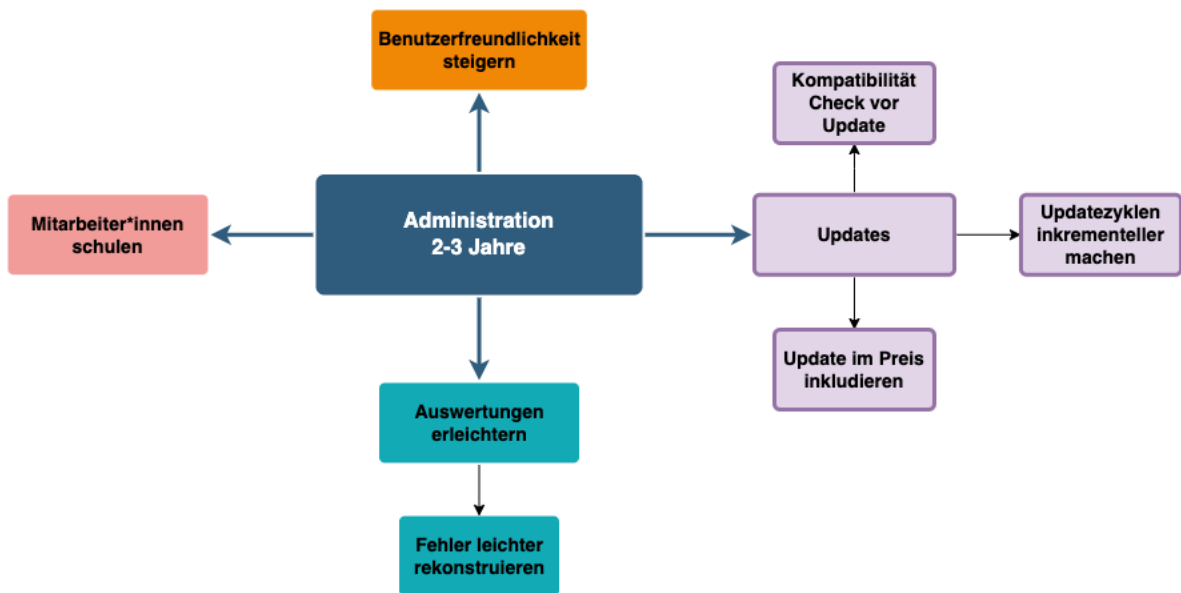 Benutzerfreundlichkeit
steigern
Kompatibilität
Check vor
Update
Mitarbeiter*innen
schulen
Administration
2-3 Jahre
Updates
Updatezyklen
inkrementeller
machen
Update im Preis
inkludieren
Auswertungen
erleichtern
Fehler leichter
rekonstruieren